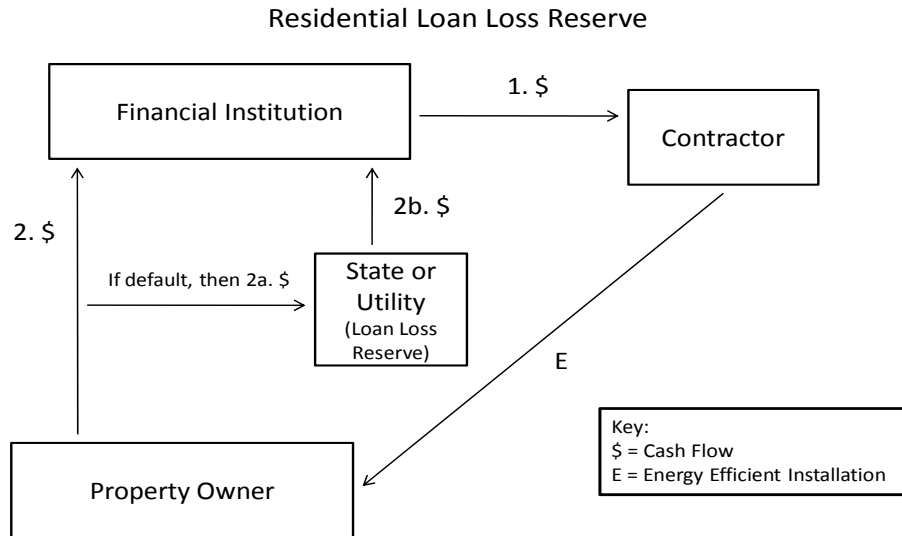 Residential Loan Loss Reserve
Financial Institution
1. $
Contractor
2. $
2b. $
If default, then 2a. $
State or
Utility
(Loan Loss
Reserve)
E
Property Owner
Key:
$ = Cash Flow
E = Energy Efficient Installation